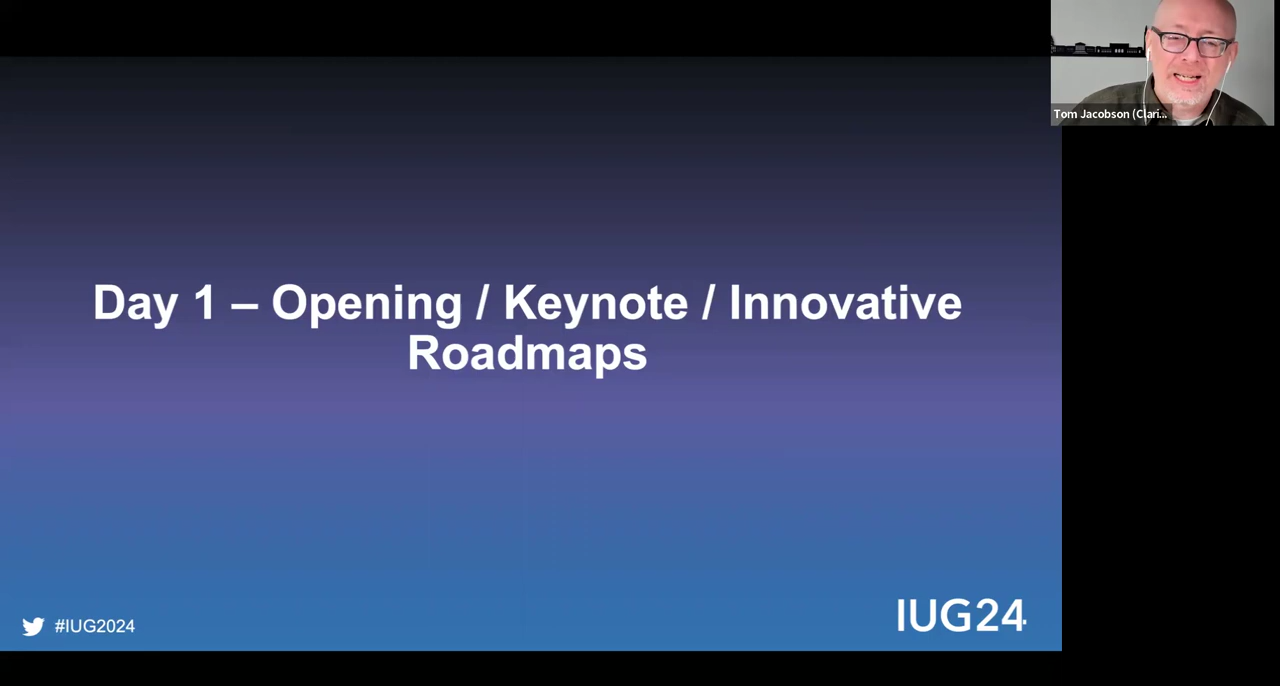 Tom Jacobson (Clari...
Day 1 – Opening / Keynote / Innovative
Roadmaps
#IUG2024
IUG24